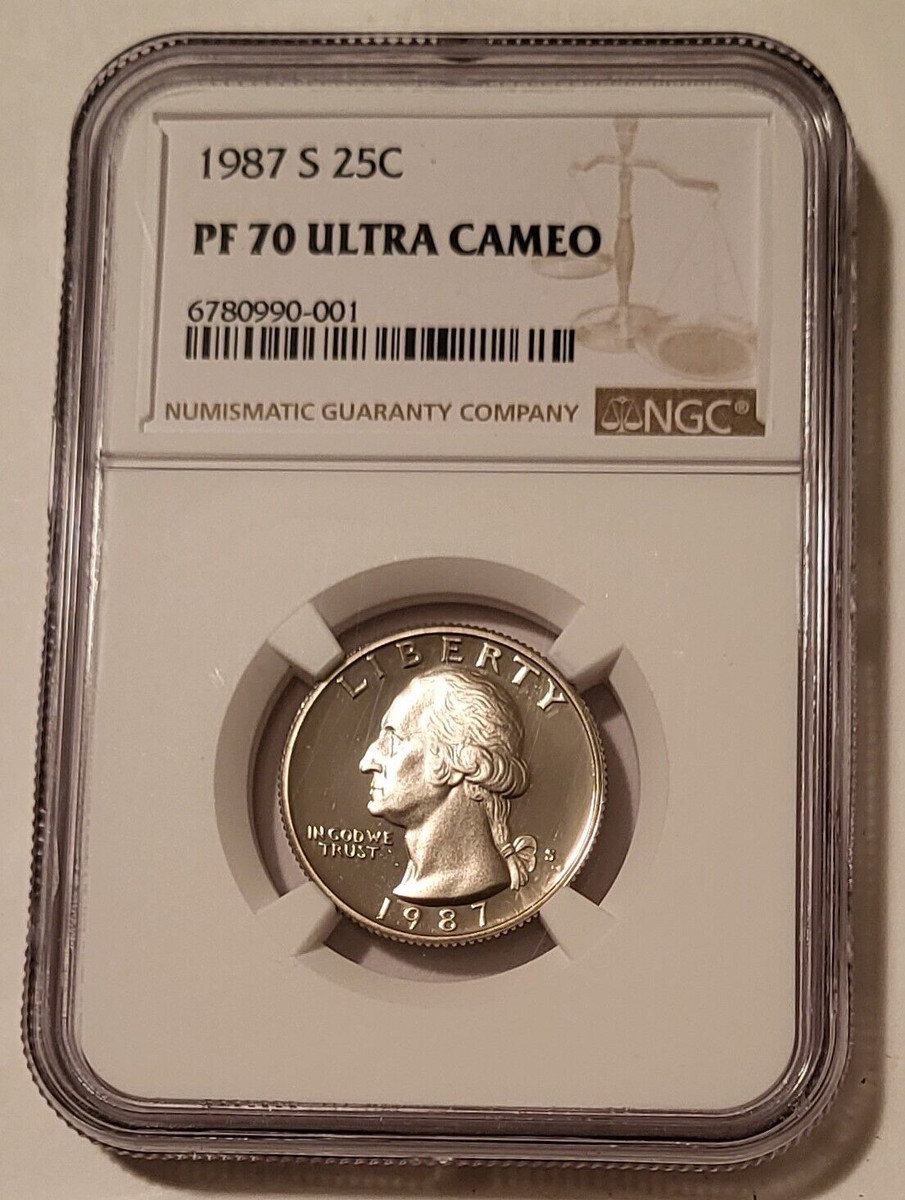 1987 S 25C
PF 70 ULTRA CAMEO
6780990-001
NUMISMATIC GUARANTY COMPANY NGC®
LIBERTY
IN GOD WE
TRUST
S
1987